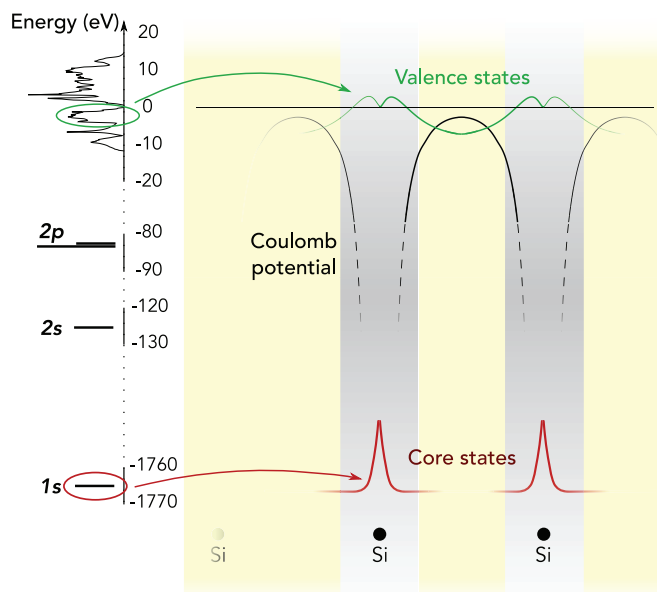 Energy (eV)
20
10
0
-10
-20
2p
-80
-90
2s
-120
-130
1s
-1760
-1770
Valence states
Coulomb
potential
Core states
Si
Si
Si